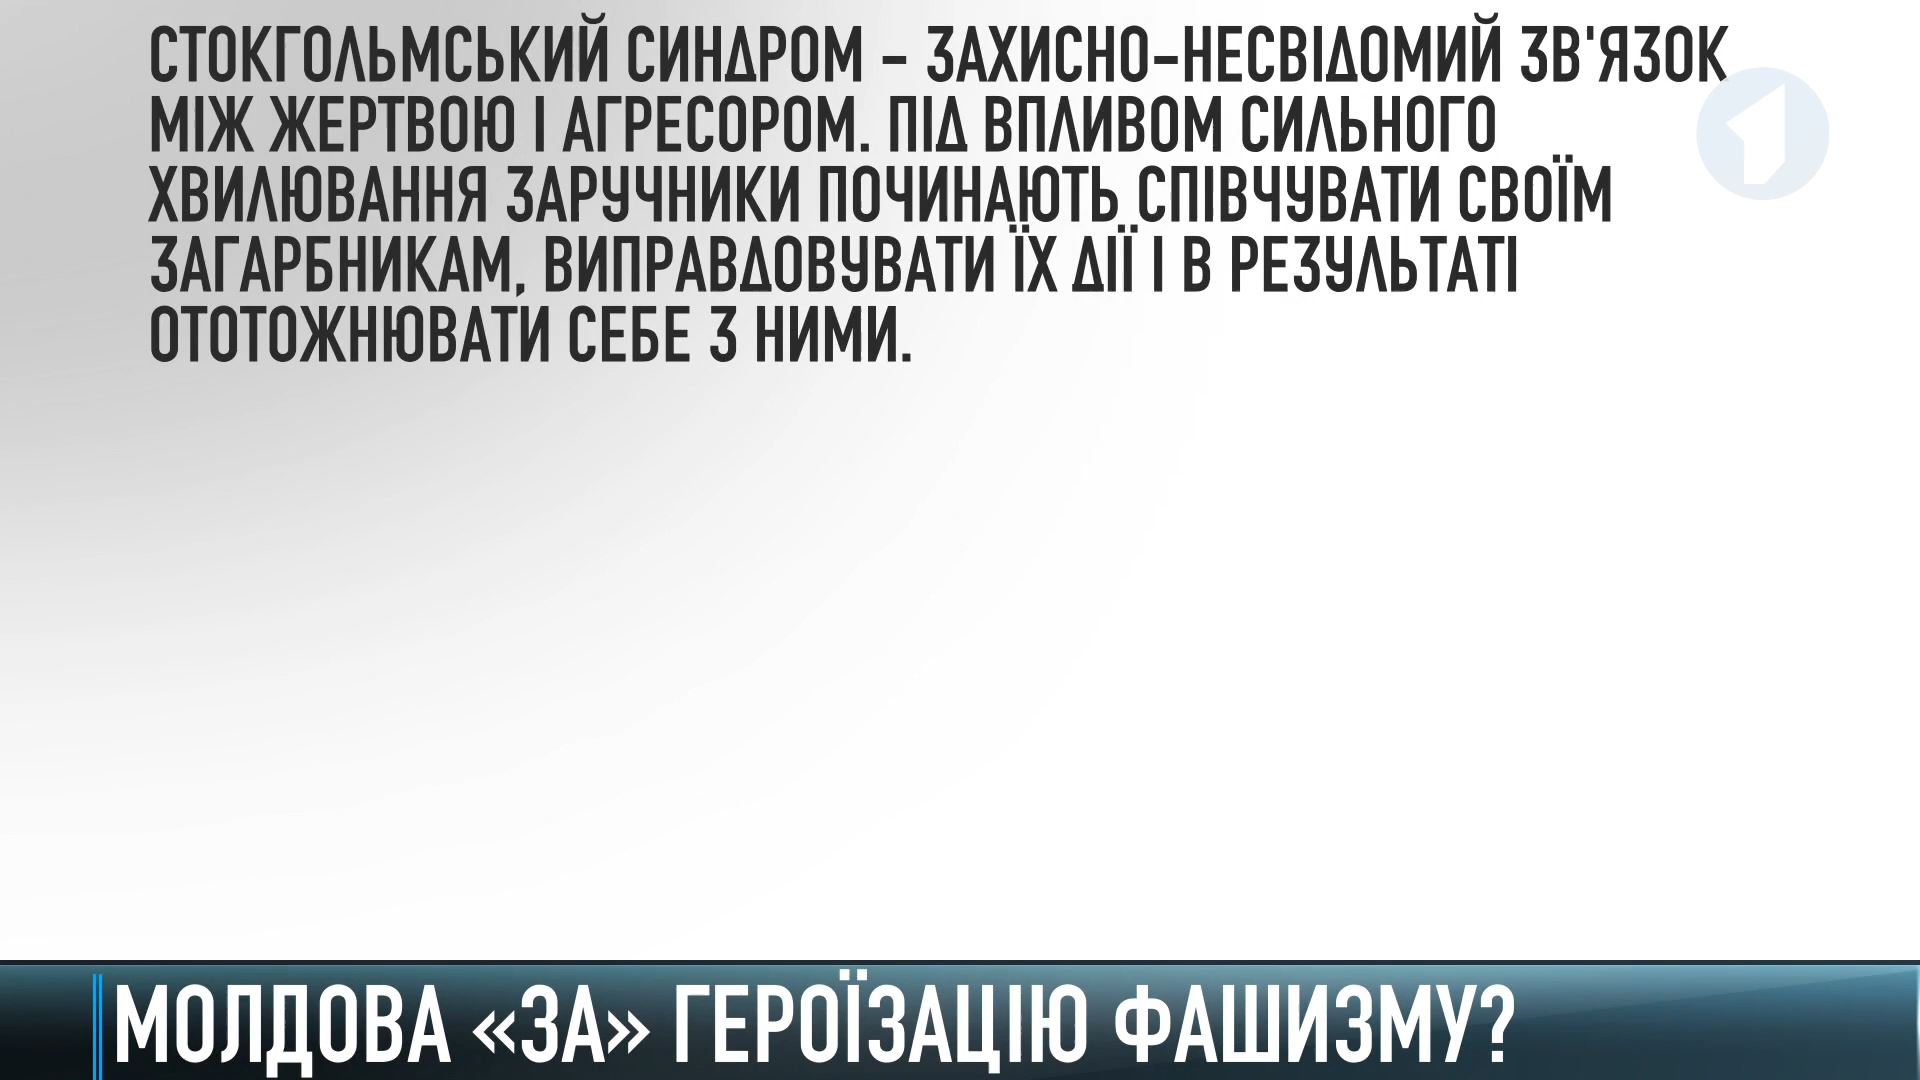 СТОКГОЛЬМСЬКИЙ СИНДРОМ - ЗАХИСНО-НЕСВІДОМИЙ ЗВ'ЯЗОК
МІЖ ЖЕРТВОЮ І АГРЕСОРОМ. ПІД ВПЛИВОМ СИЛЬНОГО
ХВИЛЮВАННЯ ЗАРУЧНИКИ ПОЧИНАЮТЬ СПІВЧУВАТИ СВОЇМ
ЗАГАРБНИКАМ, ВИПРАВДОВУВАТИ ЇХ ДІЇ І В РЕЗУЛЬТАТІ
ОТОТОЖНЮВАТИ СЕБЕ З НИМИ.
МОЛДОВА «ЗА» ГЕРОЇЗАЦІЮ ФАШИЗМУ?